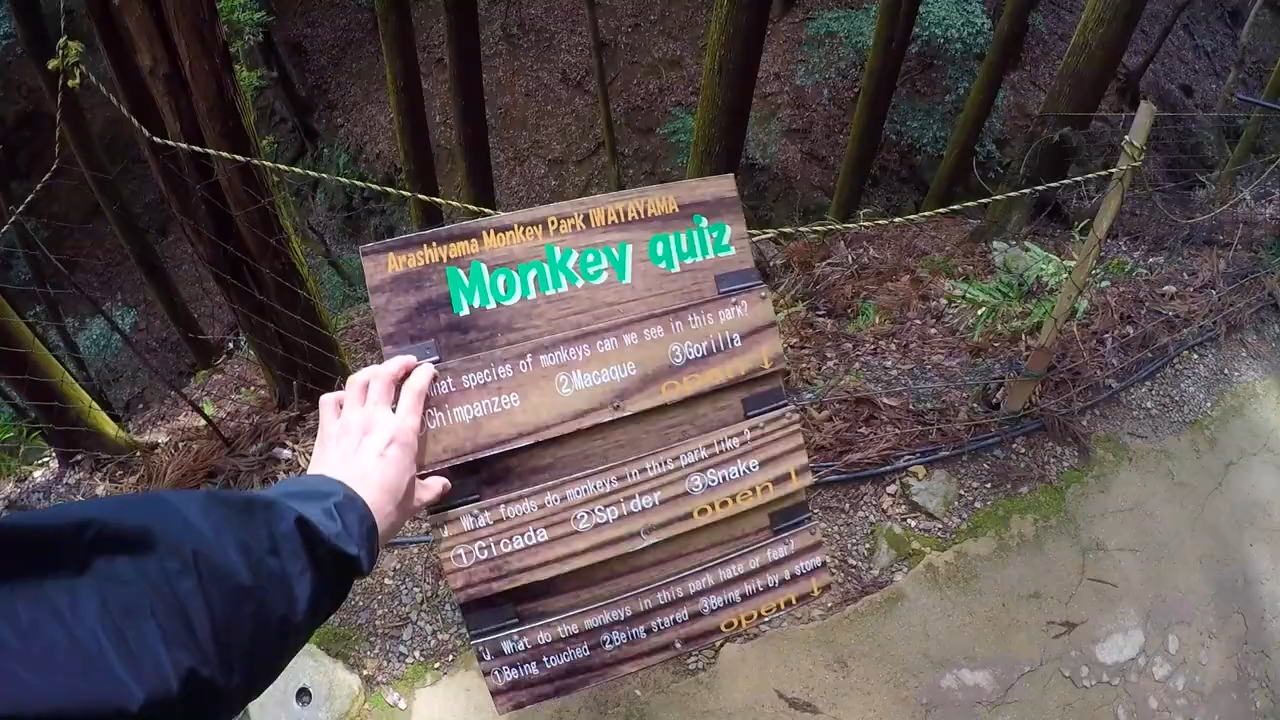 Arashiyama Monkey Park IWATAYAMA
Monkey quiz
hat species of monkeys can we see in this park?
Chimpanzee ②Macaque ③Gorilla
open ↓
Q. What foods do monkeys in this park like ?
①Cicada ②Spider ③Snake
open ↓
Q. What do the monkeys in this park hate or fear?
①Being touched ②Being stared ③Being hit by a stone
open ↓